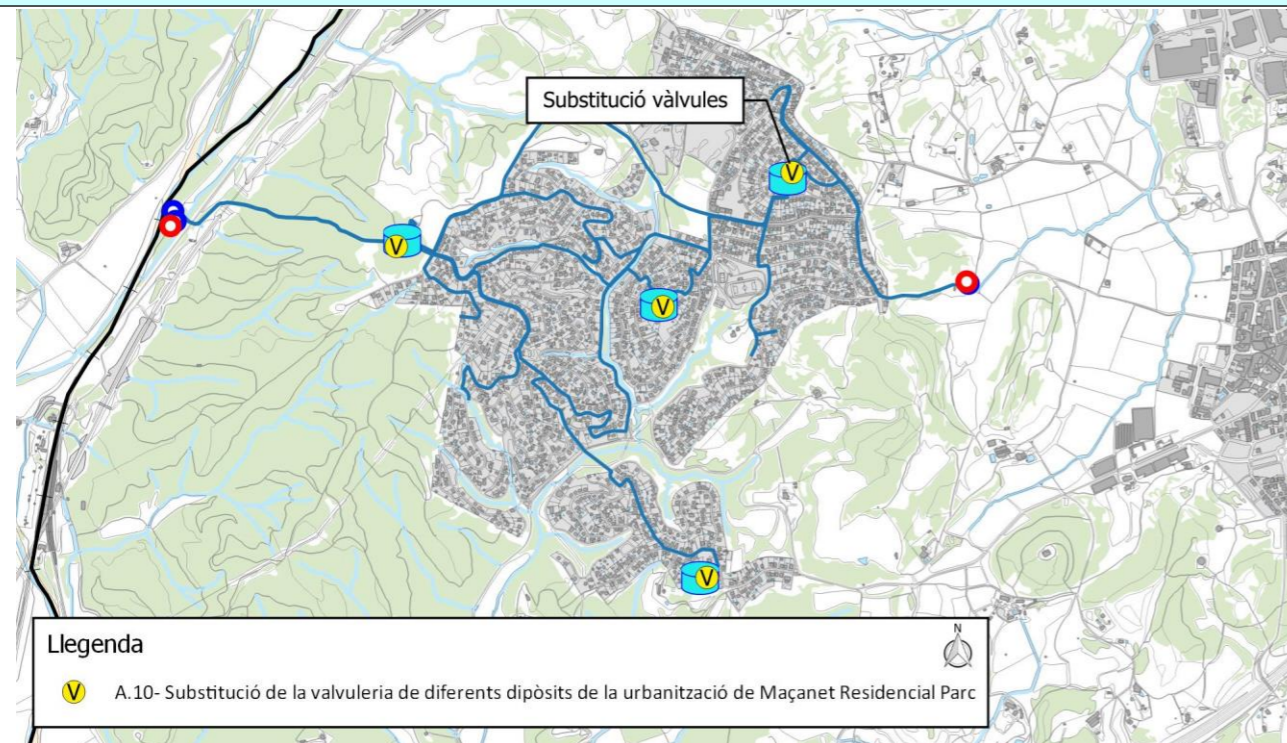 Substitució vàlvules
V
V
V
V
Llegenda
N
V A.10- Substitució de la valvuleria de diferents dipòsits de la urbanització de Maçanet Residencial Parc